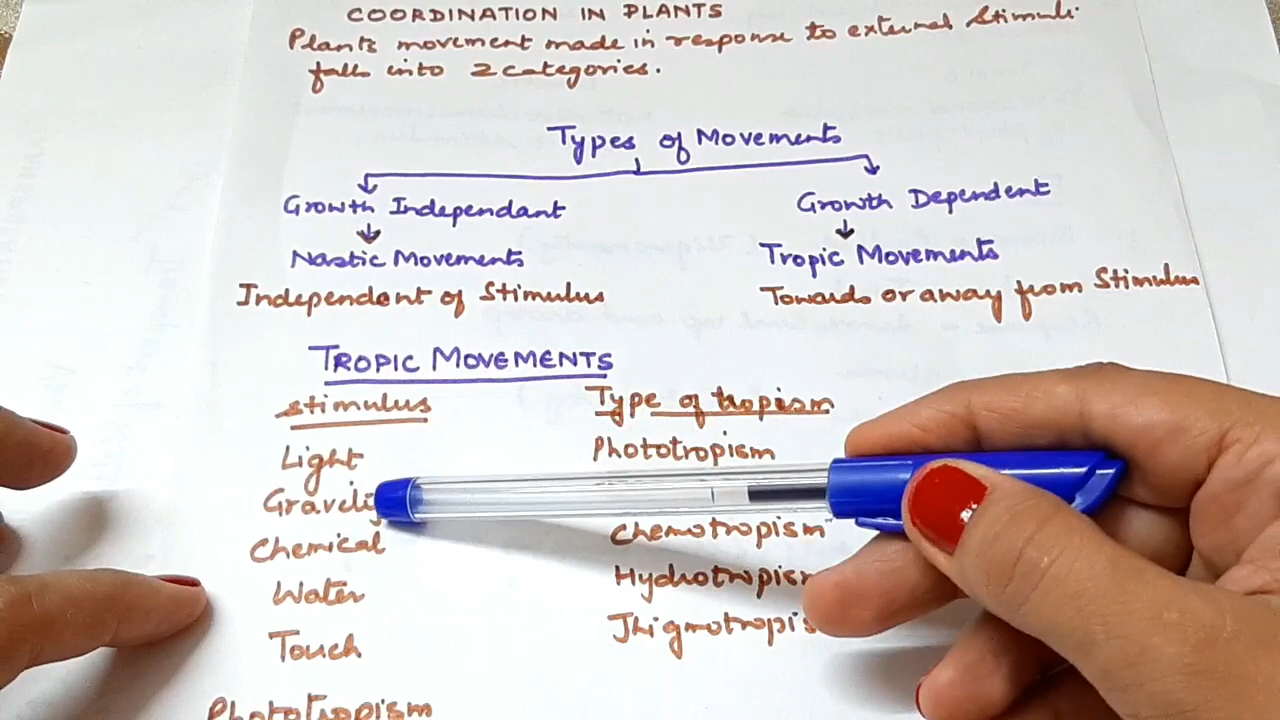 COORDINATION IN PLANTS
Plants movement made in response to external Stimuli
falls into 2 categories.
Types of Movements
Growth Independant
Growth Dependent
Nastic Movements
Tropic Movements
Independent of Stimulus
Towards or away from Stimulus
TROPIC MOVEMENTS
stimulus
Type of tropism
Light
Phototropism
Chemical
Chemotropism
Water
Touch
Phototropism